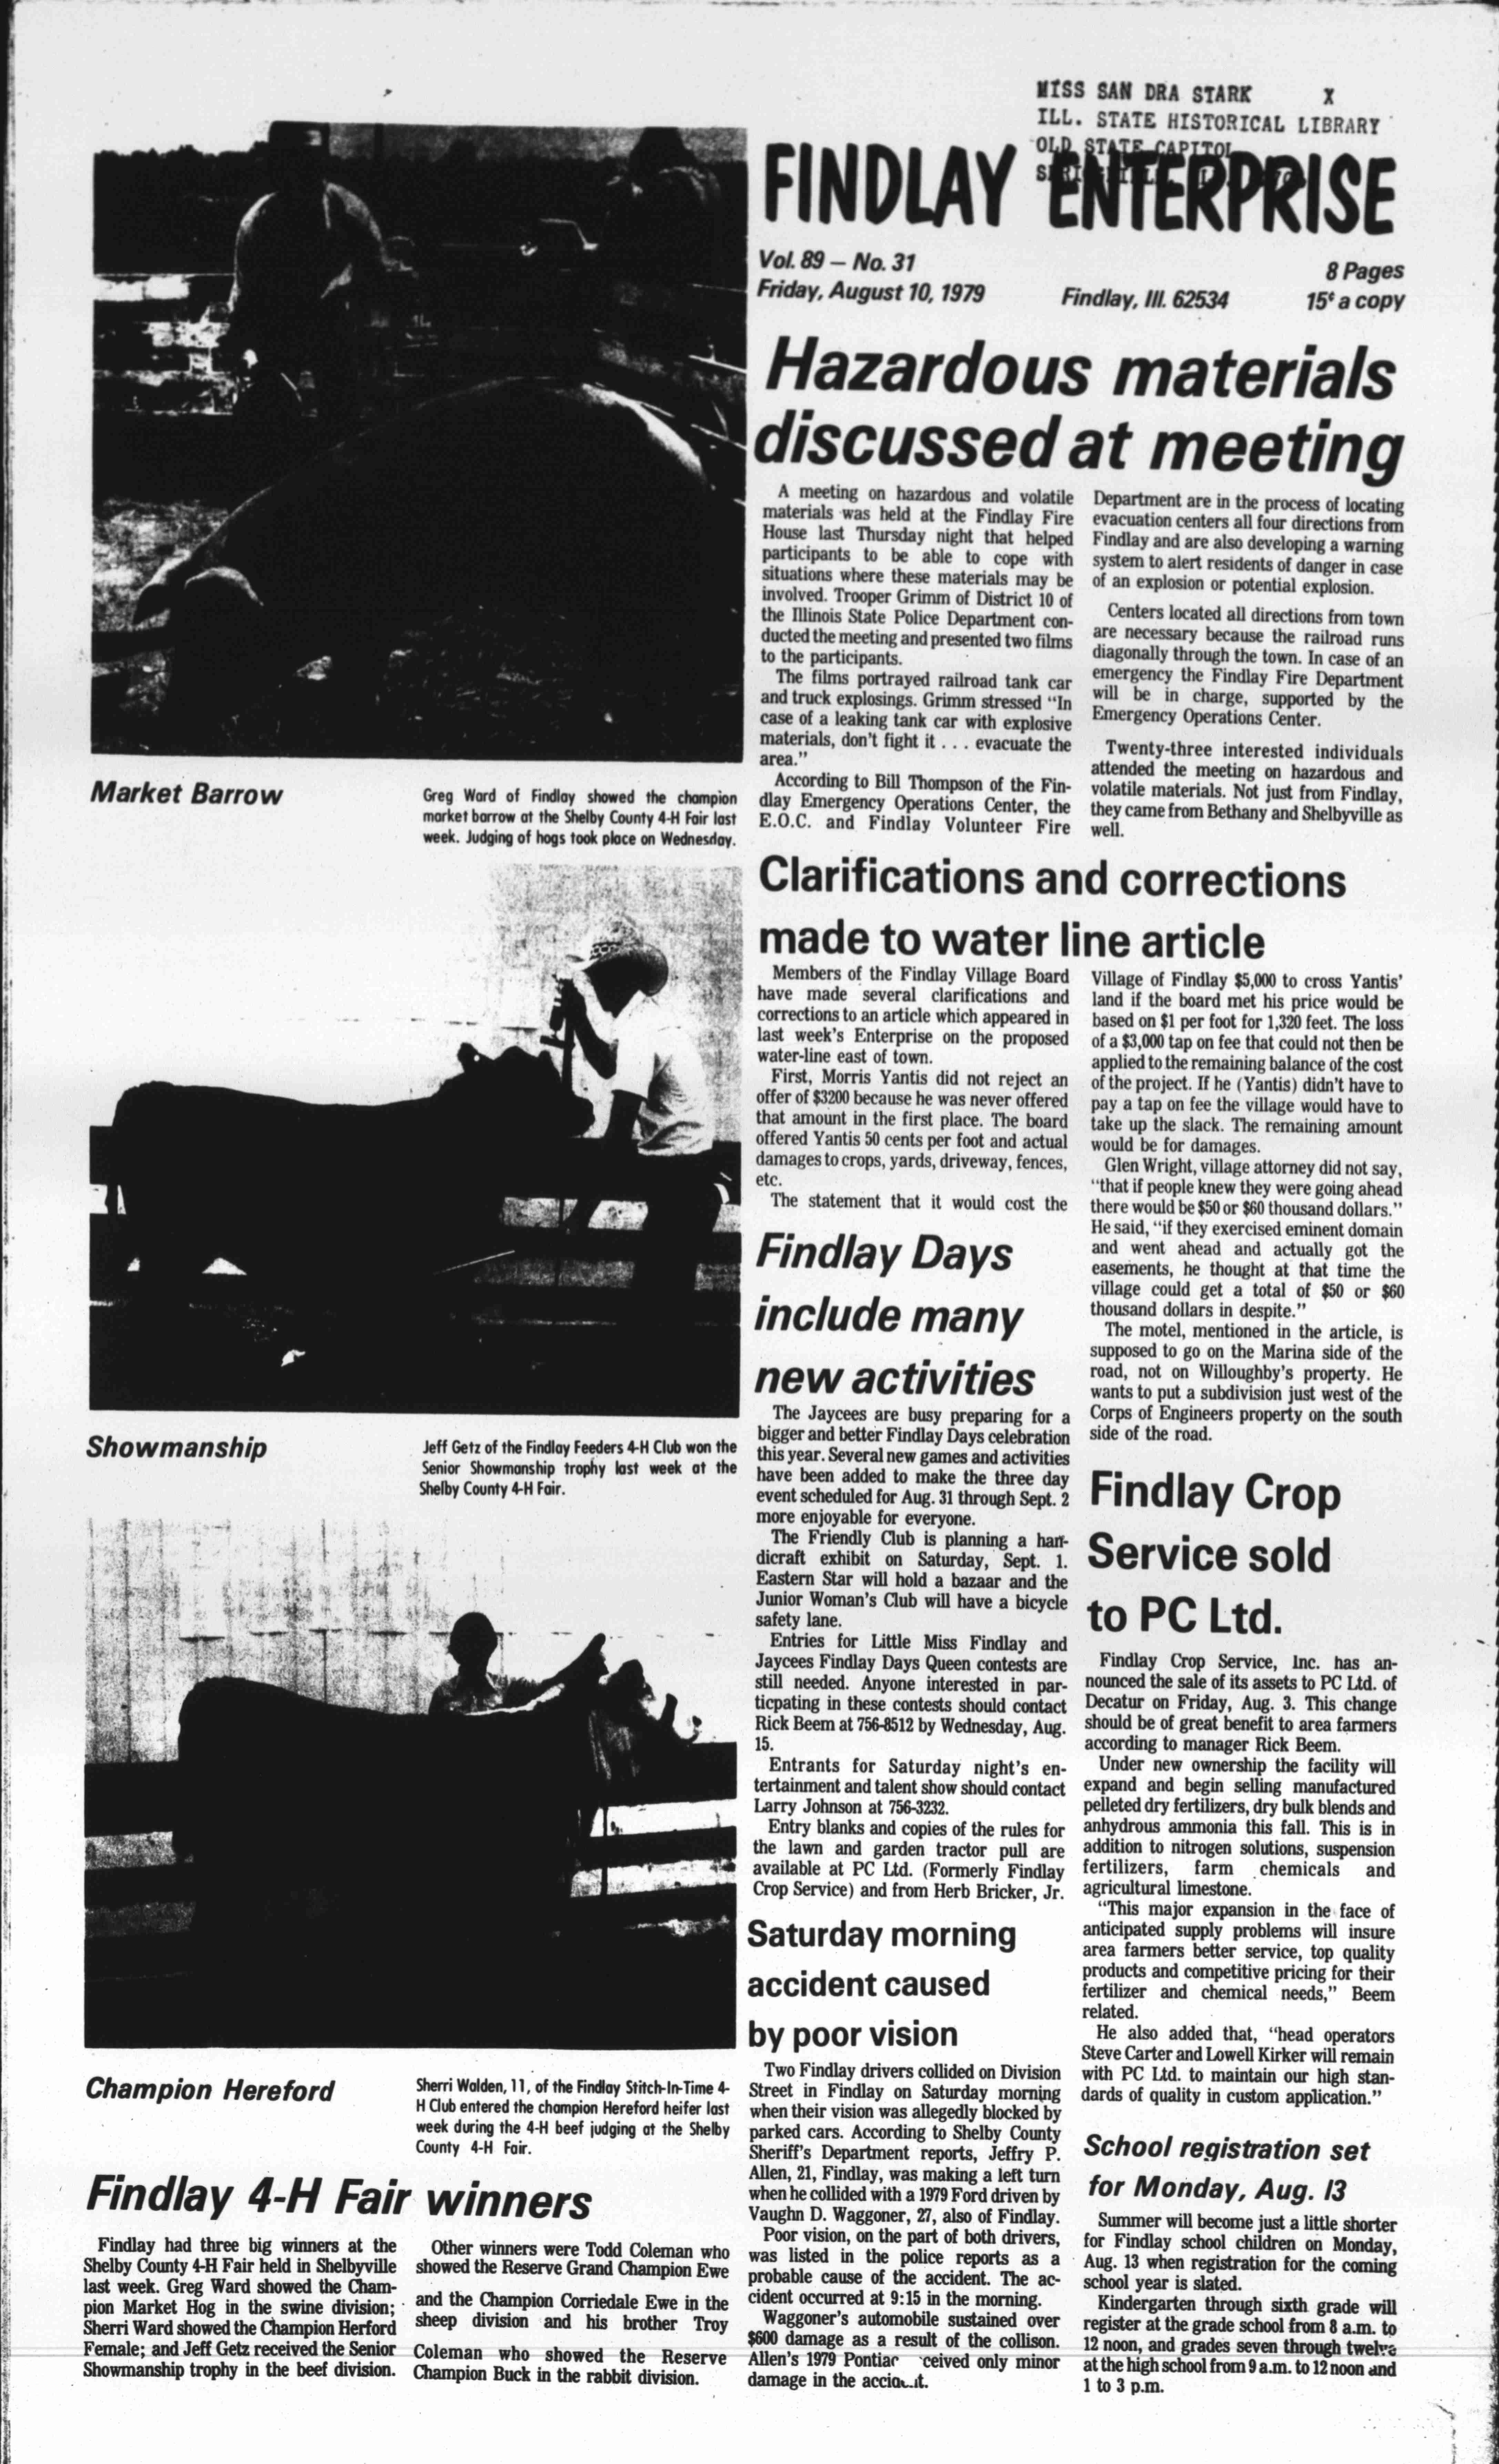 MISS SAN DRA STARK X
ILL. STATE HISTORICAL LIBRARY
OLD STATE CAPITOL
FINDLAY ENTERPRISE
Vol. 89 — No. 31
Friday, August 10, 1979
Findlay, Ill. 62534
8 Pages
15¢ a copy
Market Barrow
Greg Ward of Findlay showed the champion
market barrow at the Shelby County 4-H Fair last
week. Judging of hogs took place on Wednesday.
Showmanship
Jeff Getz of the Findlay Feeders 4-H Club won the
Senior Showmanship trophy last week at the
Shelby County 4-H Fair.
Champion Hereford
Sherri Walden, 11, of the Findlay Stitch-In-Time 4-
H Club entered the champion Hereford heifer last
week during the 4-H beef judging at the Shelby
County 4-H Fair.
Findlay 4-H Fair winners
Findlay had three big winners at the
Shelby County 4-H Fair held in Shelbyville
last week. Greg Ward showed the Cham-
pion Market Hog in the swine division;
Sherri Ward showed the Champion Herford
Female; and Jeff Getz received the Senior
Showmanship trophy in the beef division.
Other winners were Todd Coleman who
showed the Reserve Grand Champion Ewe
and the Champion Corriedale Ewe in the
sheep division and his brother Troy
Coleman who showed the Reserve
Champion Buck in the rabbit division.
Hazardous materials
discussed at meeting
A meeting on hazardous and volatile
materials was held at the Findlay Fire
House last Thursday night that helped
participants to be able to cope with
situations where these materials may be
involved. Trooper Grimm of District 10 of
the Illinois State Police Department con-
ducted the meeting and presented two films
to the participants.
The films portrayed railroad tank car
and truck explosings. Grimm stressed "In
case of a leaking tank car with explosive
materials, don't fight it . . . evacuate the
area."
According to Bill Thompson of the Fin-
dlay Emergency Operations Center, the
E.O.C. and Findlay Volunteer Fire
Department are in the process of locating
evacuation centers all four directions from
Findlay and are also developing a warning
system to alert residents of danger in case
of an explosion or potential explosion.
Centers located all directions from town
are necessary because the railroad runs
diagonally through the town. In case of an
emergency the Findlay Fire Department
will be in charge, supported by the
Emergency Operations Center.
Twenty-three interested individuals
attended the meeting on hazardous and
volatile materials. Not just from Findlay,
they came from Bethany and Shelbyville as
well.
Clarifications and corrections
made to water line article
Members of the Findlay Village Board
have made several clarifications and
corrections to an article which appeared in
last week's Enterprise on the proposed
water-line east of town.
First, Morris Yantis did not reject an
offer of $3200 because he was never offered
that amount in the first place. The board
offered Yantis 50 cents per foot and actual
damages to crops, yards, driveway, fences,
etc.
The statement that it would cost the
Village of Findlay $5,000 to cross Yantis'
land if the board met his price would be
based on $1 per foot for 1,320 feet. The loss
of a $3,000 tap on fee that could not then be
applied to the remaining balance of the cost
of the project. If he (Yantis) didn't have to
pay a tap on fee the village would have to
take up the slack. The remaining amount
would be for damages.
Glen Wright, village attorney did not say,
"that if people knew they were going ahead
there would be $50 or $60 thousand dollars."
He said, "if they exercised eminent domain
and went ahead and actually got the
easements, he thought at that time the
village could get a total of $50 or $60
thousand dollars in despite."
The motel, mentioned in the article, is
supposed to go on the Marina side of the
road, not on Willoughby's property. He
wants to put a subdivision just west of the
Corps of Engineers property on the south
side of the road.
Findlay Days
include many
new activities
The Jaycees are busy preparing for a
bigger and better Findlay Days celebration
this year. Several new games and activities
have been added to make the three day
event scheduled for Aug. 31 through Sept. 2
more enjoyable for everyone.
The Friendly Club is planning a han-
dicraft exhibit on Saturday, Sept. 1.
Eastern Star will hold a bazaar and the
Junior Woman's Club will have a bicycle
safety lane.
Entries for Little Miss Findlay and
Jaycees Findlay Days Queen contests are
still needed. Anyone interested in par-
ticpating in these contests should contact
Rick Beem at 756-8512 by Wednesday, Aug.
15.
Entrants for Saturday night's en-
tertainment and talent show should contact
Larry Johnson at 756-3232.
Entry blanks and copies of the rules for
the lawn and garden tractor pull are
available at PC Ltd. (Formerly Findlay
Crop Service) and from Herb Bricker, Jr.
Saturday morning
accident caused
by poor vision
Two Findlay drivers collided on Division
Street in Findlay on Saturday morning
when their vision was allegedly blocked by
parked cars. According to Shelby County
Sheriff's Department reports, Jeffry P.
Allen, 21, Findlay, was making a left turn
when he collided with a 1979 Ford driven by
Vaughn D. Waggoner, 27, also of Findlay.
Poor vision, on the part of both drivers,
was listed in the police reports as a
probable cause of the accident. The ac-
cident occurred at 9:15 in the morning.
Waggoner's automobile sustained over
$600 damage as a result of the collison.
Allen's 1979 Pontiac ceived only minor
damage in the
Findlay Crop
Service sold
to PC Ltd.
Findlay Crop Service, Inc. has an-
nounced the sale of its assets to PC Ltd. of
Decatur on Friday, Aug. 3. This change
should be of great benefit to area farmers
according to manager Rick Beem.
Under new ownership the facility will
expand and begin selling manufactured
pelleted dry fertilizers, dry bulk blends and
anhydrous ammonia this fall. This is in
addition to nitrogen solutions, suspension
fertilizers, farm chemicals and
agricultural limestone.
"This major expansion in the face of
anticipated supply problems will insure
area farmers better service, top quality
products and competitive pricing for their
fertilizer and chemical needs," Beem
related.
He also added that, "head operators
Steve Carter and Lowell Kirker will remain
with PC Ltd. to maintain our high stan-
dards of quality in custom application."
School registration set
for Monday, Aug. 13
Summer will become just a little shorter
for Findlay school children on Monday,
Aug. 13 when registration for the coming
school year is slated.
Kindergarten through sixth grade will
register at the grade school from 8 a.m. to
12 noon, and grades seven through twelve
at the high school from 9 a.m. to 12 noon and
1 to 3 p.m.